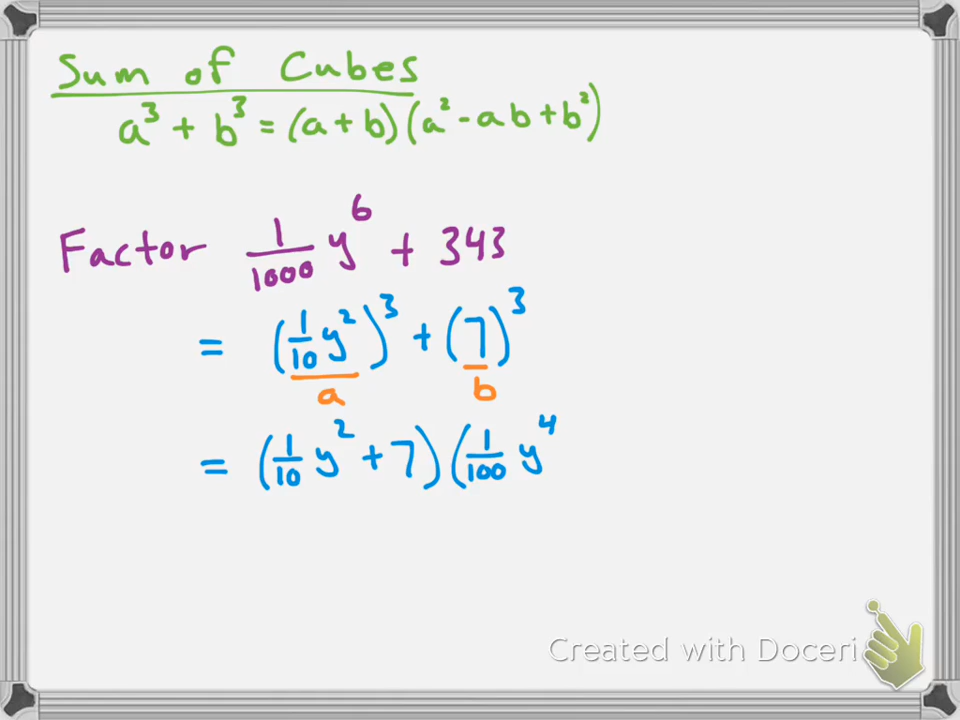 Sum of Cubes
a³ + b³ = (a + b)(a² - ab + b²)
Factor 1/1000 y⁶ + 343
= (1/10 y²)³ + (7)³
a b
= (1/10 y² + 7)(1/100 y⁴
Created with Doceri